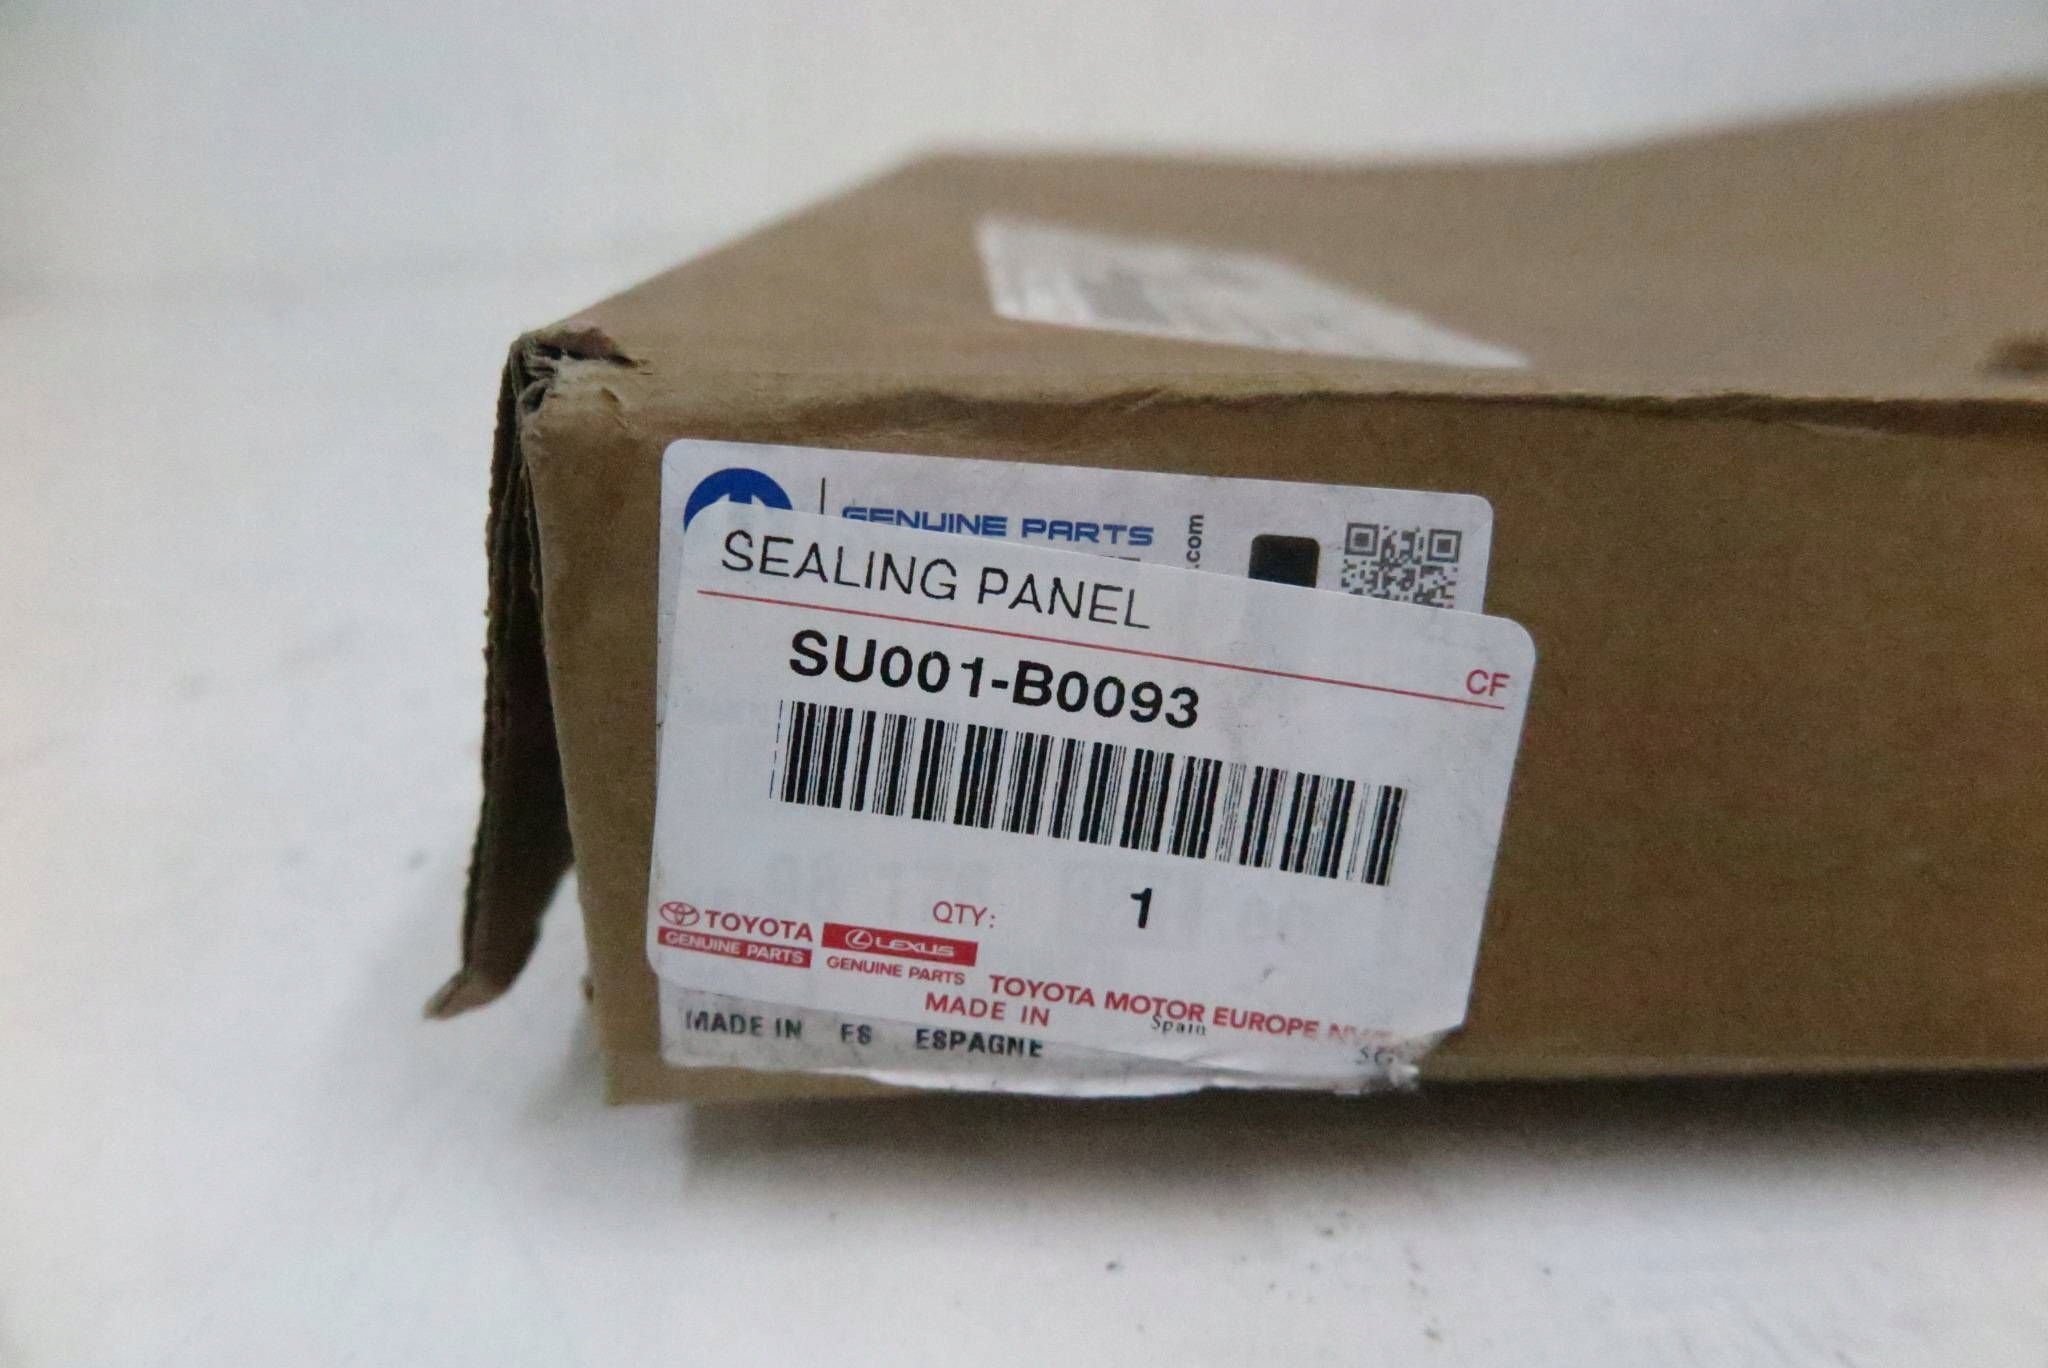 GENUINE PARTS
.com
SEALING PANEL
CF
SU001-B0093
QTY: 1
TOYOTA
GENUINE PARTS
LEXUS
GENUINE PARTS
TOYOTA MOTOR EUROPE
MADE IN Spain
MADE IN ES ESPAGNE